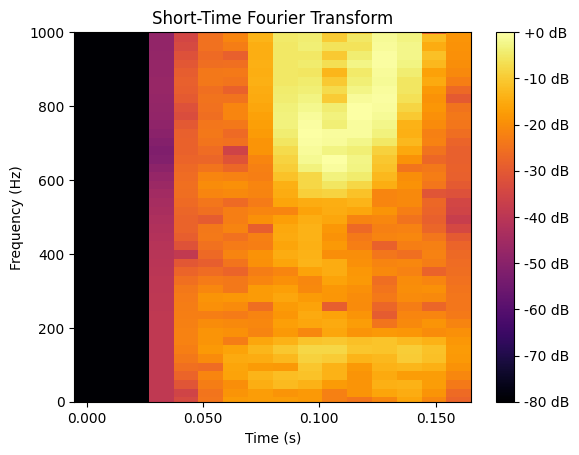 Short-Time Fourier Transform
1000
800
600
400
200
0
Frequency (Hz)
0.000
0.050
0.100
0.150
Time (s)
+0 dB
-10 dB
-20 dB
-30 dB
-40 dB
-50 dB
-60 dB
-70 dB
-80 dB